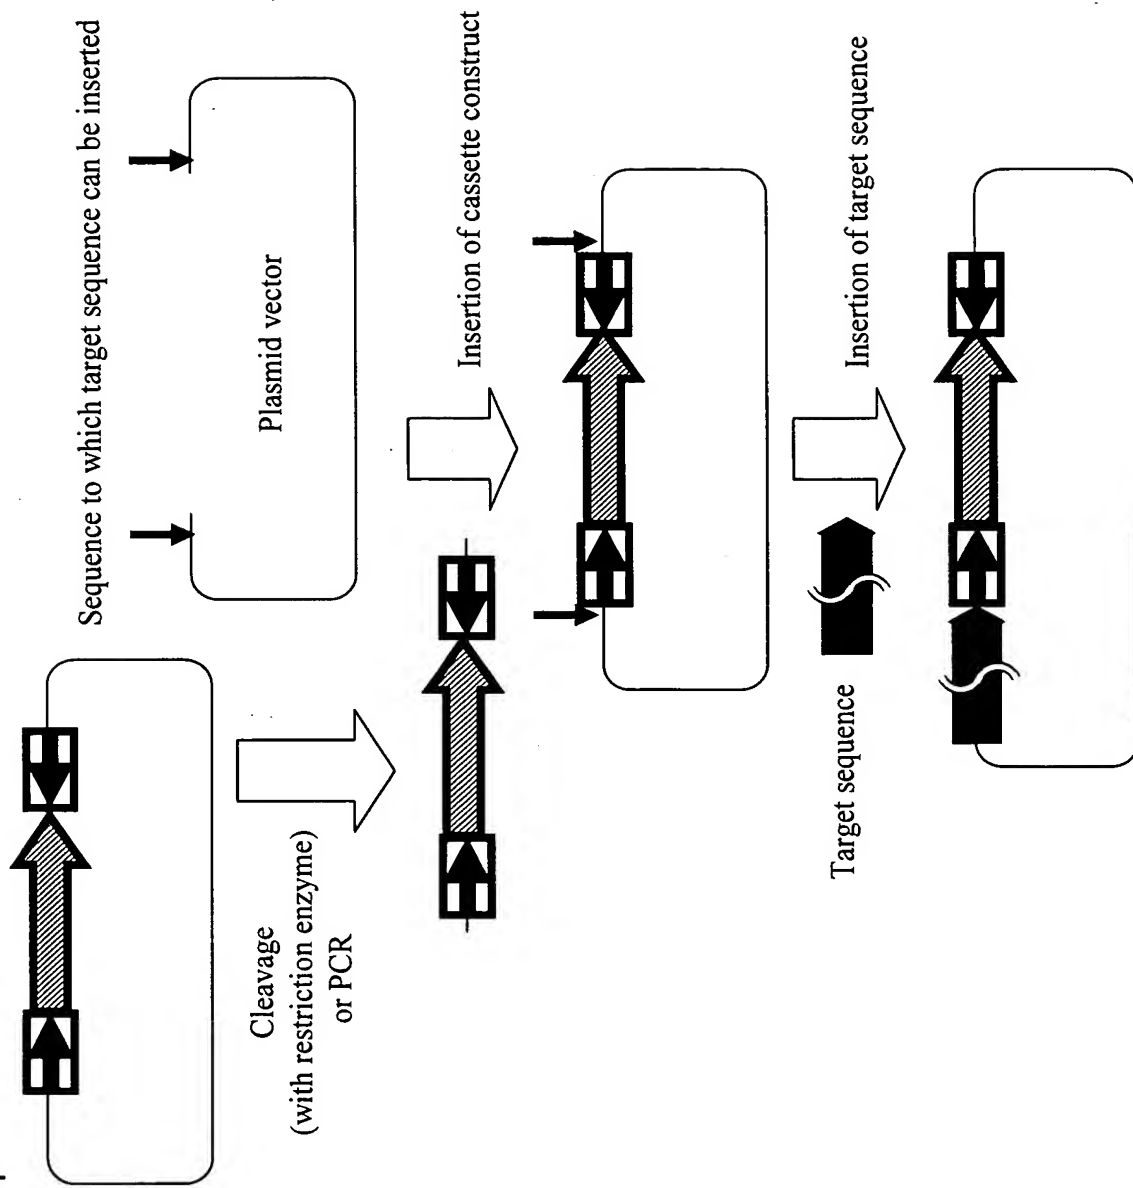 Sequence to which target sequence can be inserted
Plasmid vector
Cleavage
(with restriction enzyme)
or PCR
Insertion of cassette construct
Target sequence
Insertion of target sequence